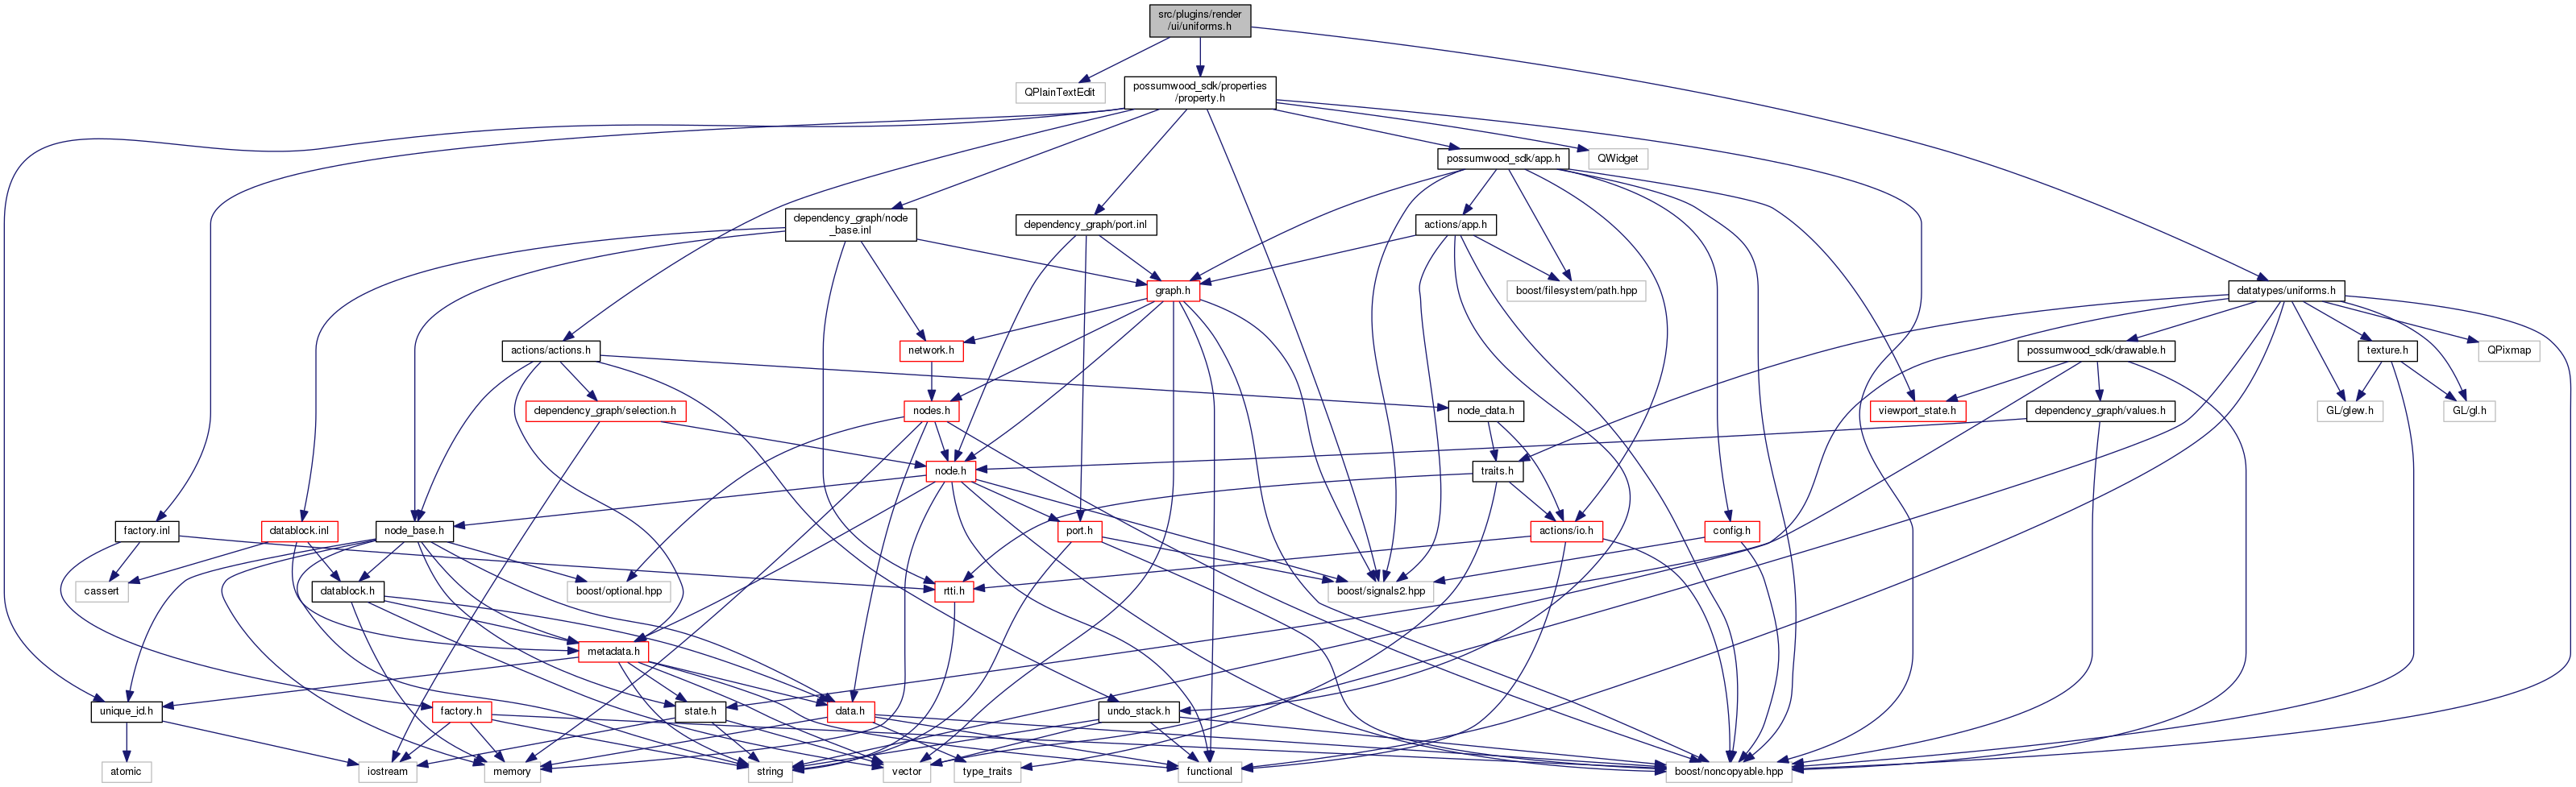 src/plugins/render
/ui/uniforms.h
QPlainTextEdit
possumwood_sdk/properties
/property.h
possumwood_sdk/app.h
QWidget
dependency_graph/node
_base.inl
dependency_graph/port.inl
actions/app.h
graph.h
boost/filesystem/path.hpp
datatypes/uniforms.h
actions/actions.h
network.h
possumwood_sdk/drawable.h
texture.h
QPixmap
dependency_graph/selection.h
nodes.h
node_data.h
viewport_state.h
dependency_graph/values.h
GL/glew.h
GL/gl.h
node.h
traits.h
factory.inl
datablock.inl
node_base.h
port.h
actions/io.h
config.h
cassert
datablock.h
boost/optional.hpp
rtti.h
boost/signals2.hpp
metadata.h
unique_id.h
factory.h
state.h
data.h
undo_stack.h
atomic
iostream
memory
string
vector
type_traits
functional
boost/noncopyable.hpp